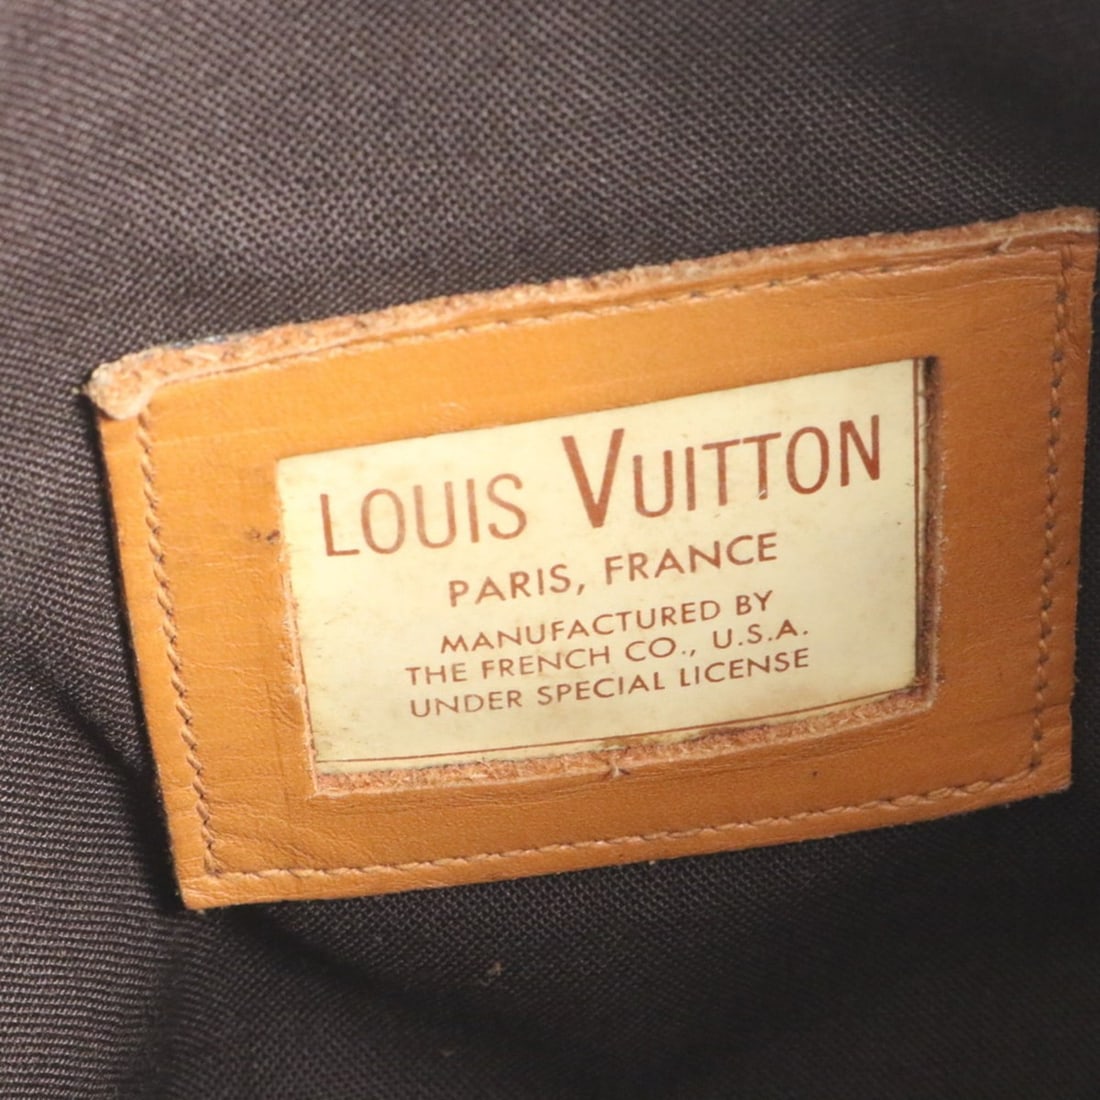 LOUIS VUITTON
PARIS, FRANCE
MANUFACTURED BY
THE FRENCH CO., U.S.A.
UNDER SPECIAL LICENSE